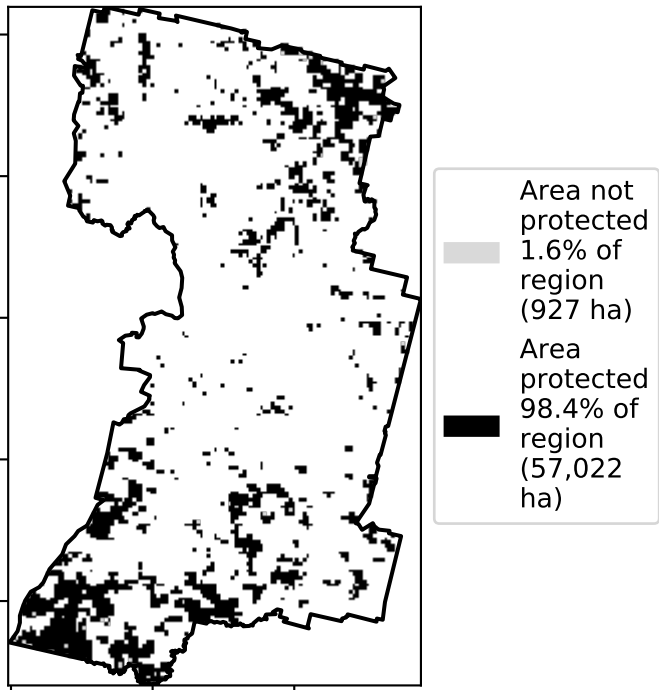 Area not
protected
1.6% of
region
(927 ha)
Area
protected
98.4% of
region
(57,022
ha)